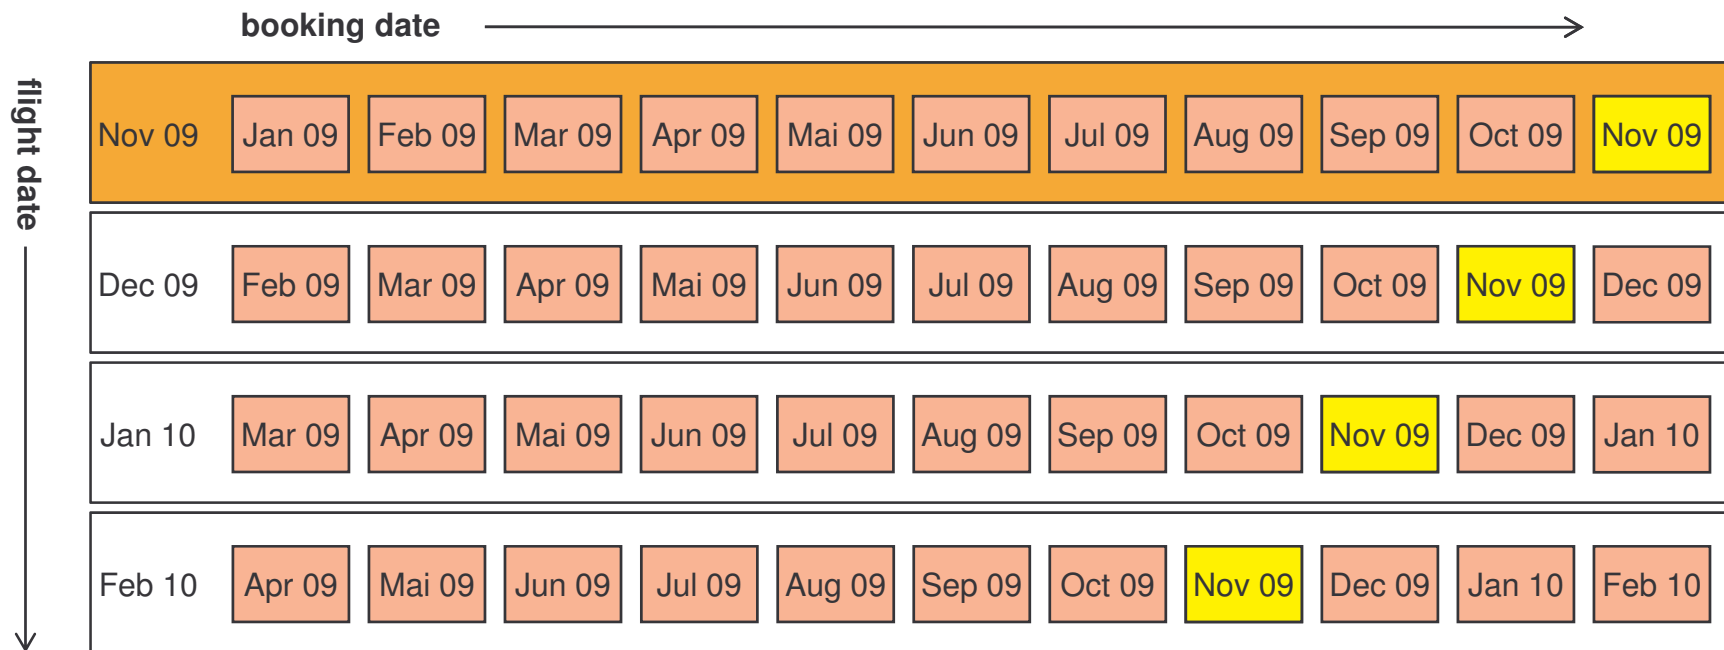 booking date
flight date
Nov 09 Jan 09 Feb 09 Mar 09 Apr 09 Mai 09 Jun 09 Jul 09 Aug 09 Sep 09 Oct 09 Nov 09
Dec 09 Feb 09 Mar 09 Apr 09 Mai 09 Jun 09 Jul 09 Aug 09 Sep 09 Oct 09 Nov 09 Dec 09
Jan 10 Mar 09 Apr 09 Mai 09 Jun 09 Jul 09 Aug 09 Sep 09 Oct 09 Nov 09 Dec 09 Jan 10
Feb 10 Apr 09 Mai 09 Jun 09 Jul 09 Aug 09 Sep 09 Oct 09 Nov 09 Dec 09 Jan 10 Feb 10